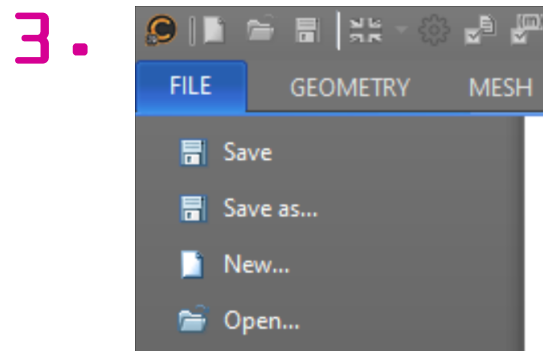 3.
FILE GEOMETRY MESH
Save
Save as...
New...
Open...